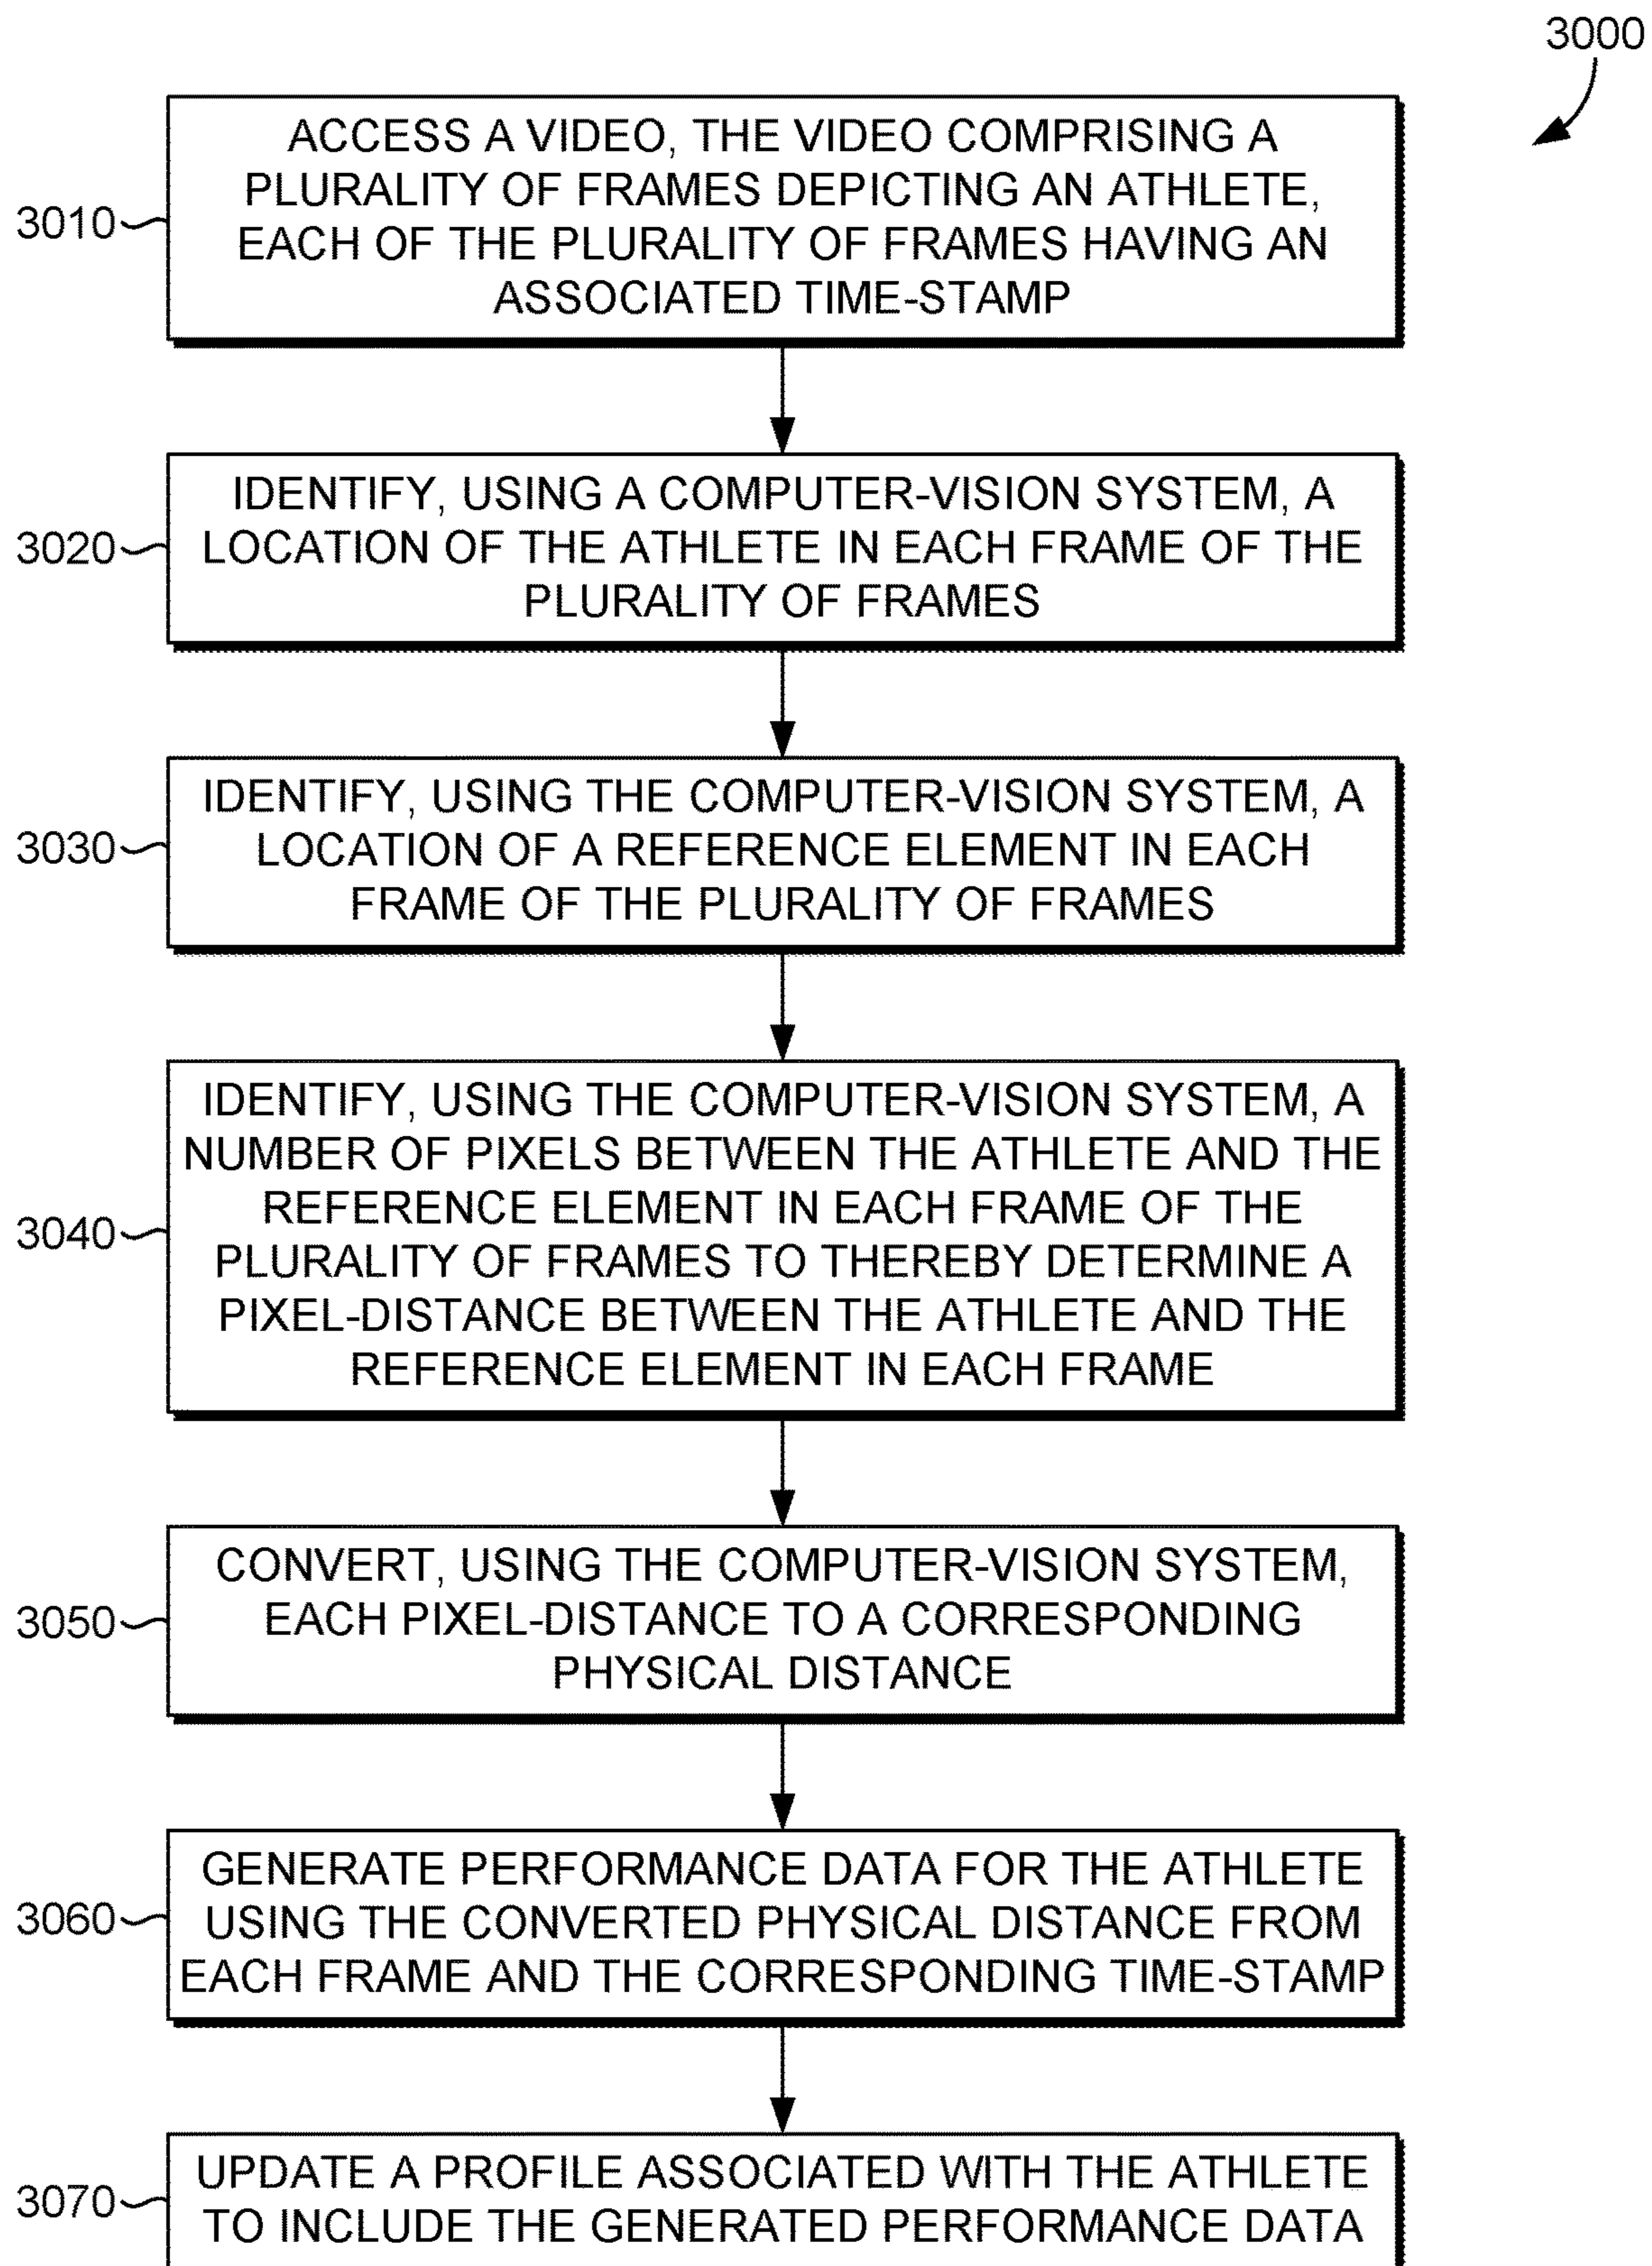 3000
3010
ACCESS A VIDEO, THE VIDEO COMPRISING A
PLURALITY OF FRAMES DEPICTING AN ATHLETE,
EACH OF THE PLURALITY OF FRAMES HAVING AN
ASSOCIATED TIME-STAMP
3020
IDENTIFY, USING A COMPUTER-VISION SYSTEM, A
LOCATION OF THE ATHLETE IN EACH FRAME OF THE
PLURALITY OF FRAMES
3030
IDENTIFY, USING THE COMPUTER-VISION SYSTEM, A
LOCATION OF A REFERENCE ELEMENT IN EACH
FRAME OF THE PLURALITY OF FRAMES
3040
IDENTIFY, USING THE COMPUTER-VISION SYSTEM, A
NUMBER OF PIXELS BETWEEN THE ATHLETE AND THE
REFERENCE ELEMENT IN EACH FRAME OF THE
PLURALITY OF FRAMES TO THEREBY DETERMINE A
PIXEL-DISTANCE BETWEEN THE ATHLETE AND THE
REFERENCE ELEMENT IN EACH FRAME
3050
CONVERT, USING THE COMPUTER-VISION SYSTEM,
EACH PIXEL-DISTANCE TO A CORRESPONDING
PHYSICAL DISTANCE
3060
GENERATE PERFORMANCE DATA FOR THE ATHLETE
USING THE CONVERTED PHYSICAL DISTANCE FROM
EACH FRAME AND THE CORRESPONDING TIME-STAMP
3070
UPDATE A PROFILE ASSOCIATED WITH THE ATHLETE
TO INCLUDE THE GENERATED PERFORMANCE DATA